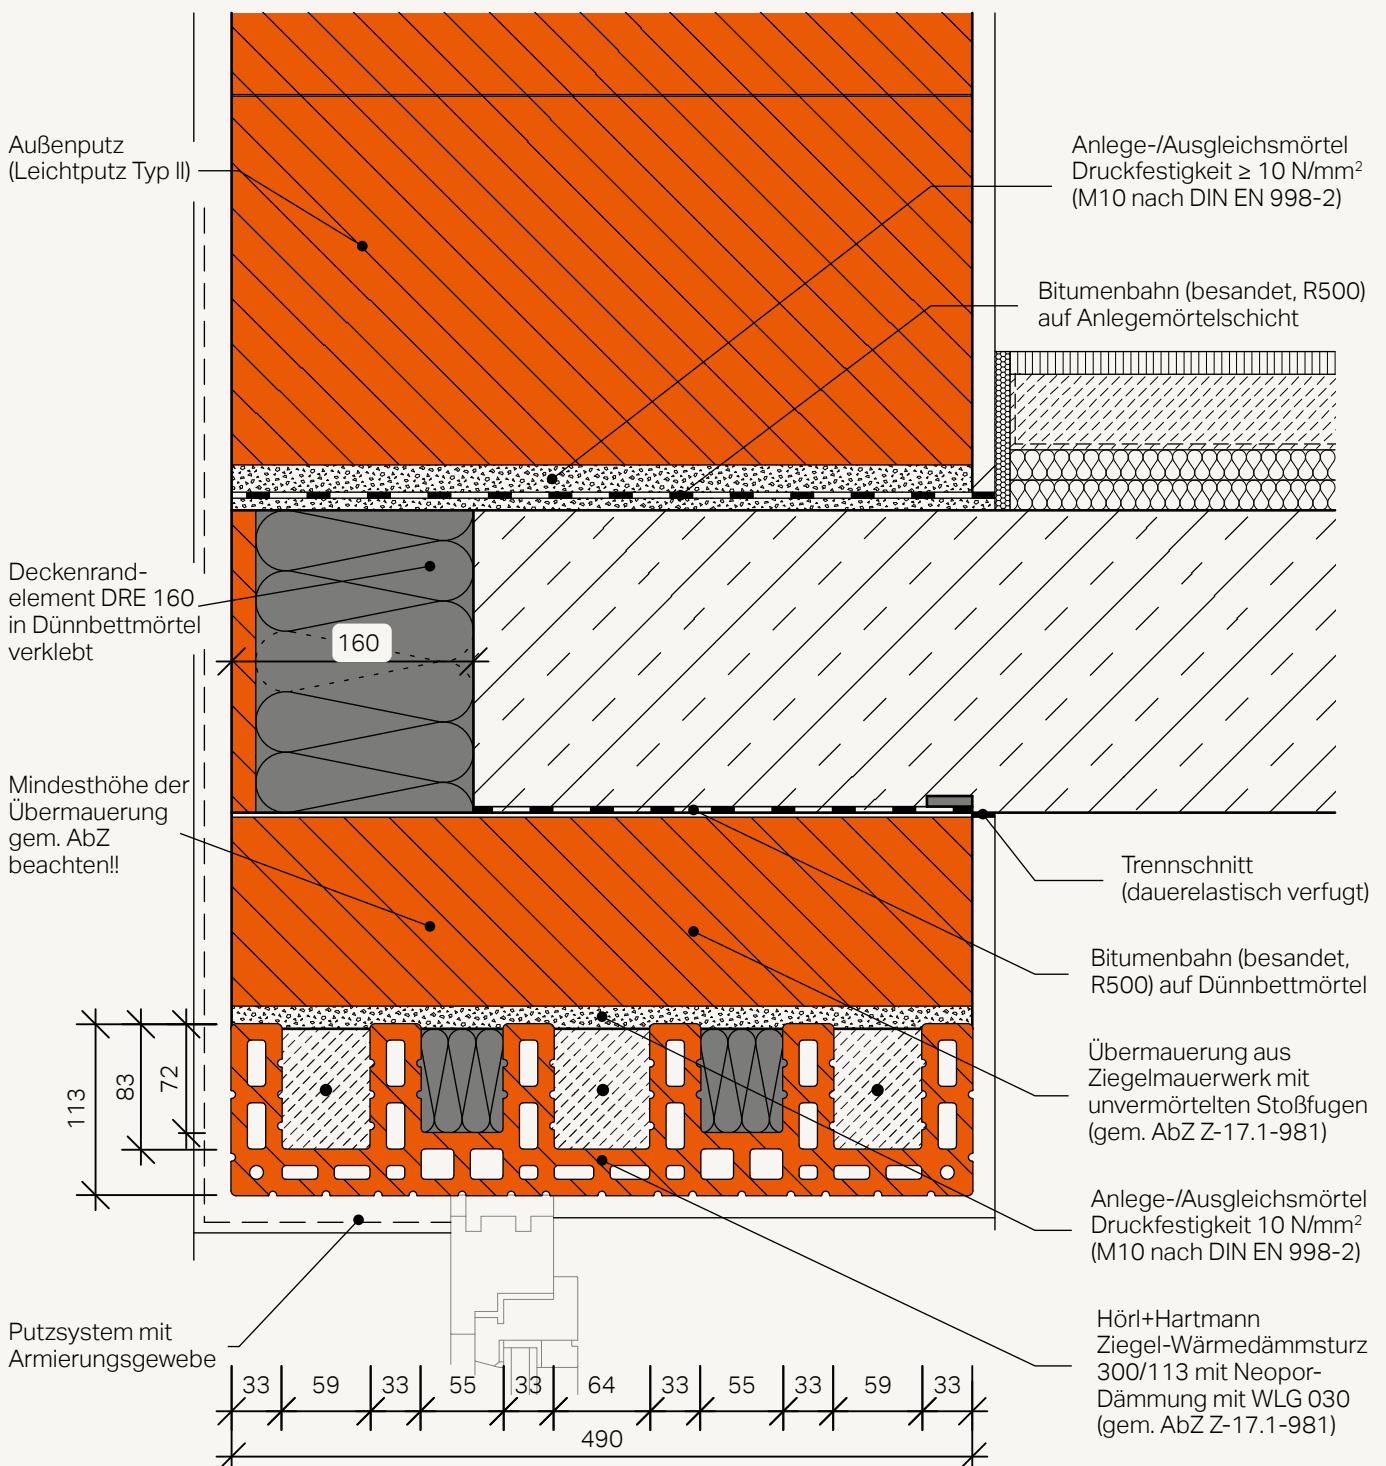 Außenputz
(Leichtputz Typ II)
Anlege-/Ausgleichsmörtel
Druckfestigkeit ≥ 10 N/mm²
(M10 nach DIN EN 998-2)
Bitumenbahn (besandet, R500)
auf Anlegemörtelschicht
Deckenrand-
element DRE 160
in Dünnbettmörtel
verklebt
160
Mindesthöhe der
Übermauerung
gem. AbZ
beachten!!
Trennschnitt
(dauerelastisch verfugt)
Bitumenbahn (besandet,
R500) auf Dünnbettmörtel
Übermauerung aus
Ziegelmauerwerk mit
unvermörtelten Stoßfugen
(gem. AbZ Z-17.1-981)
113
83
72
Anlege-/Ausgleichsmörtel
Druckfestigkeit 10 N/mm²
(M10 nach DIN EN 998-2)
Putzsystem mit
Armierungsgewebe
Hörl+Hartmann
Ziegel-Wärmedämmsturz
300/113 mit Neopor-
Dämmung mit WLG 030
(gem. AbZ Z-17.1-981)
33 59 33 55 33 64 33 55 33 59 33
490